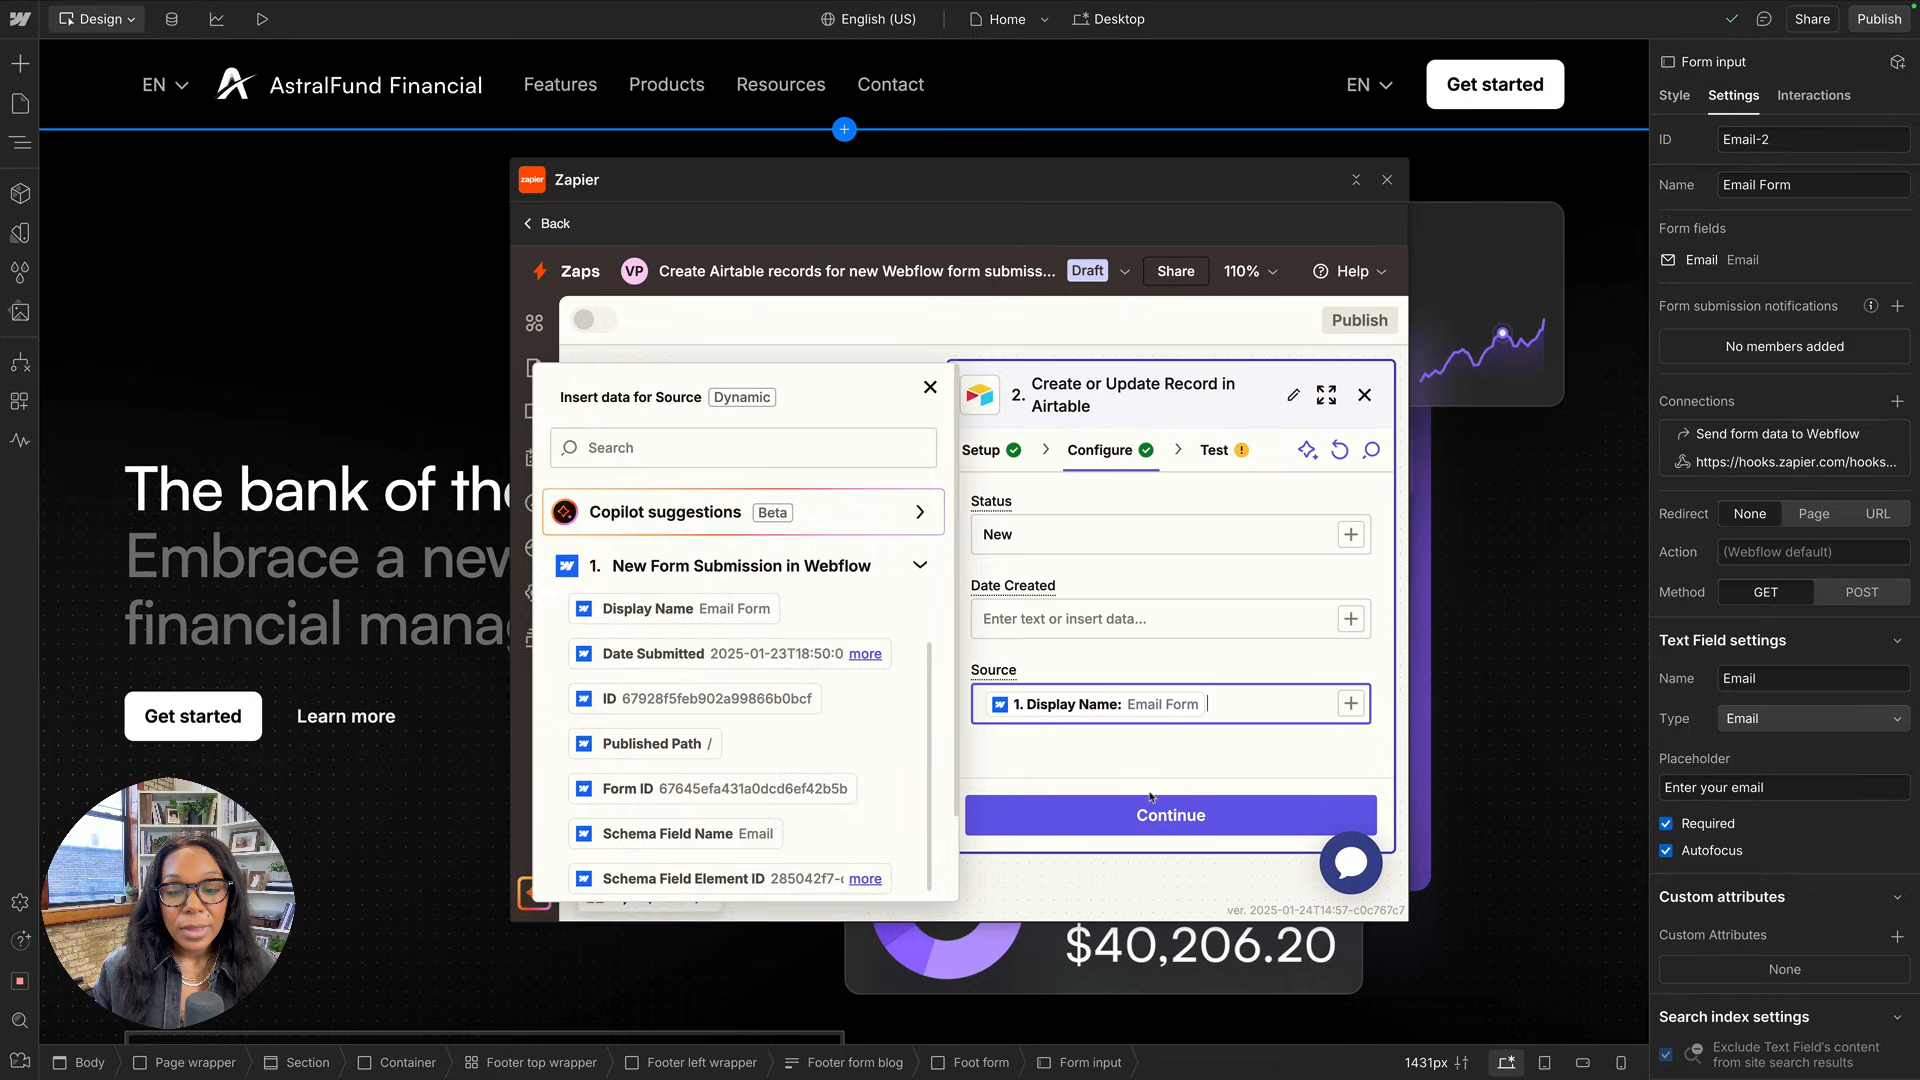 Design
English (US)
Home
Desktop
Share
Publish
EN
AstralFund Financial
Features
Products
Resources
Contact
EN
Get started
The bank of the
Embrace a new
financial mana
Get started
Learn more
zapier
Zapier
Back
Zaps
VP
Create Airtable records for new Webflow form submiss...
Draft
Share
110%
Help
Publish
Insert data for Source Dynamic
Search
Copilot suggestions Beta
1. New Form Submission in Webflow
Display Name Email Form
Date Submitted 2025-01-23T18:50:0 more
ID 67928f5feb902a99866b0bcf
Published Path /
Form ID 67645efa431a0dcd6ef42b5b
Schema Field Name Email
Schema Field Element ID 285042f7- more
2. Create or Update Record in
Airtable
Setup
Configure
Test
Status
New
Date Created
Enter text or insert data...
Source
1. Display Name: Email Form
Continue
ver. 2025-01-24T14:57-c0c767c7
$40,206.20
Form input
Style
Settings
Interactions
ID
Email-2
Name
Email Form
Form fields
Email Email
Form submission notifications
No members added
Connections
Send form data to Webflow
https://hooks.zapier.com/hooks...
Redirect
None
Page
URL
Action
(Webflow default)
Method
GET
POST
Text Field settings
Name
Email
Type
Email
Placeholder
Enter your email
Required
Autofocus
Custom attributes
Custom Attributes
None
Search index settings
Exclude Text Field's content
from site search results
Body
Page wrapper
Section
Container
Footer top wrapper
Footer left wrapper
Footer form blog
Foot form
Form input
1431px